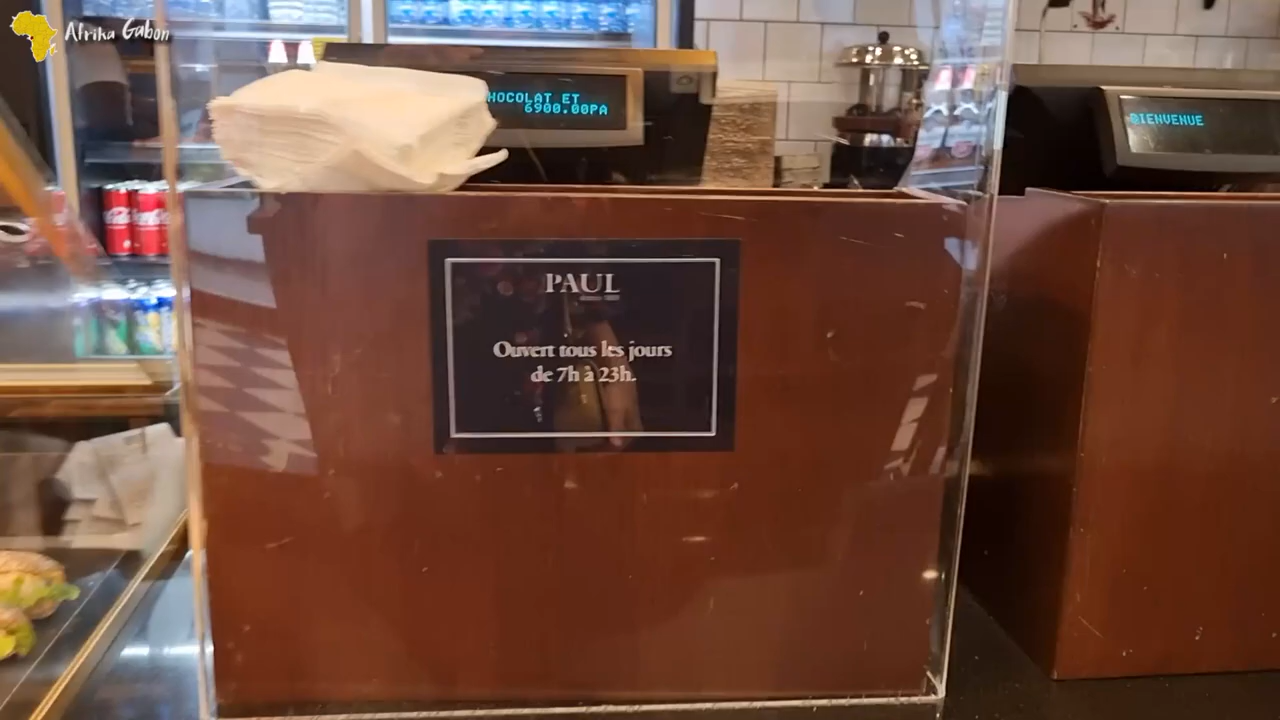 Afrika Gabon
HOCOLAT ET
6900.00PA
BIENVENUE
PAUL
Ouvert tous les jours
de 7h à 23h.